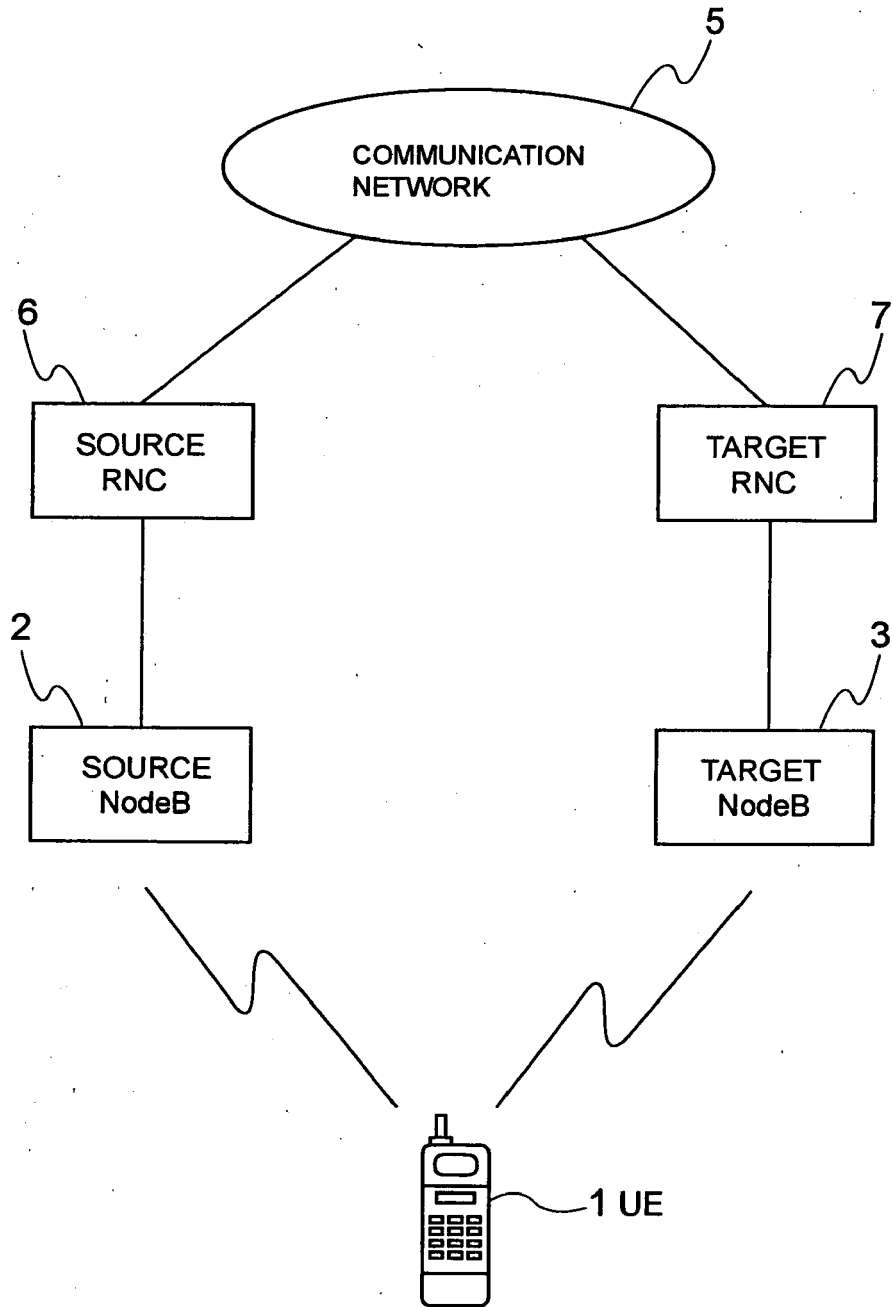 5
COMMUNICATION
NETWORK
6
7
SOURCE
RNC
TARGET
RNC
2
3
SOURCE
NodeB
TARGET
NodeB
1 UE